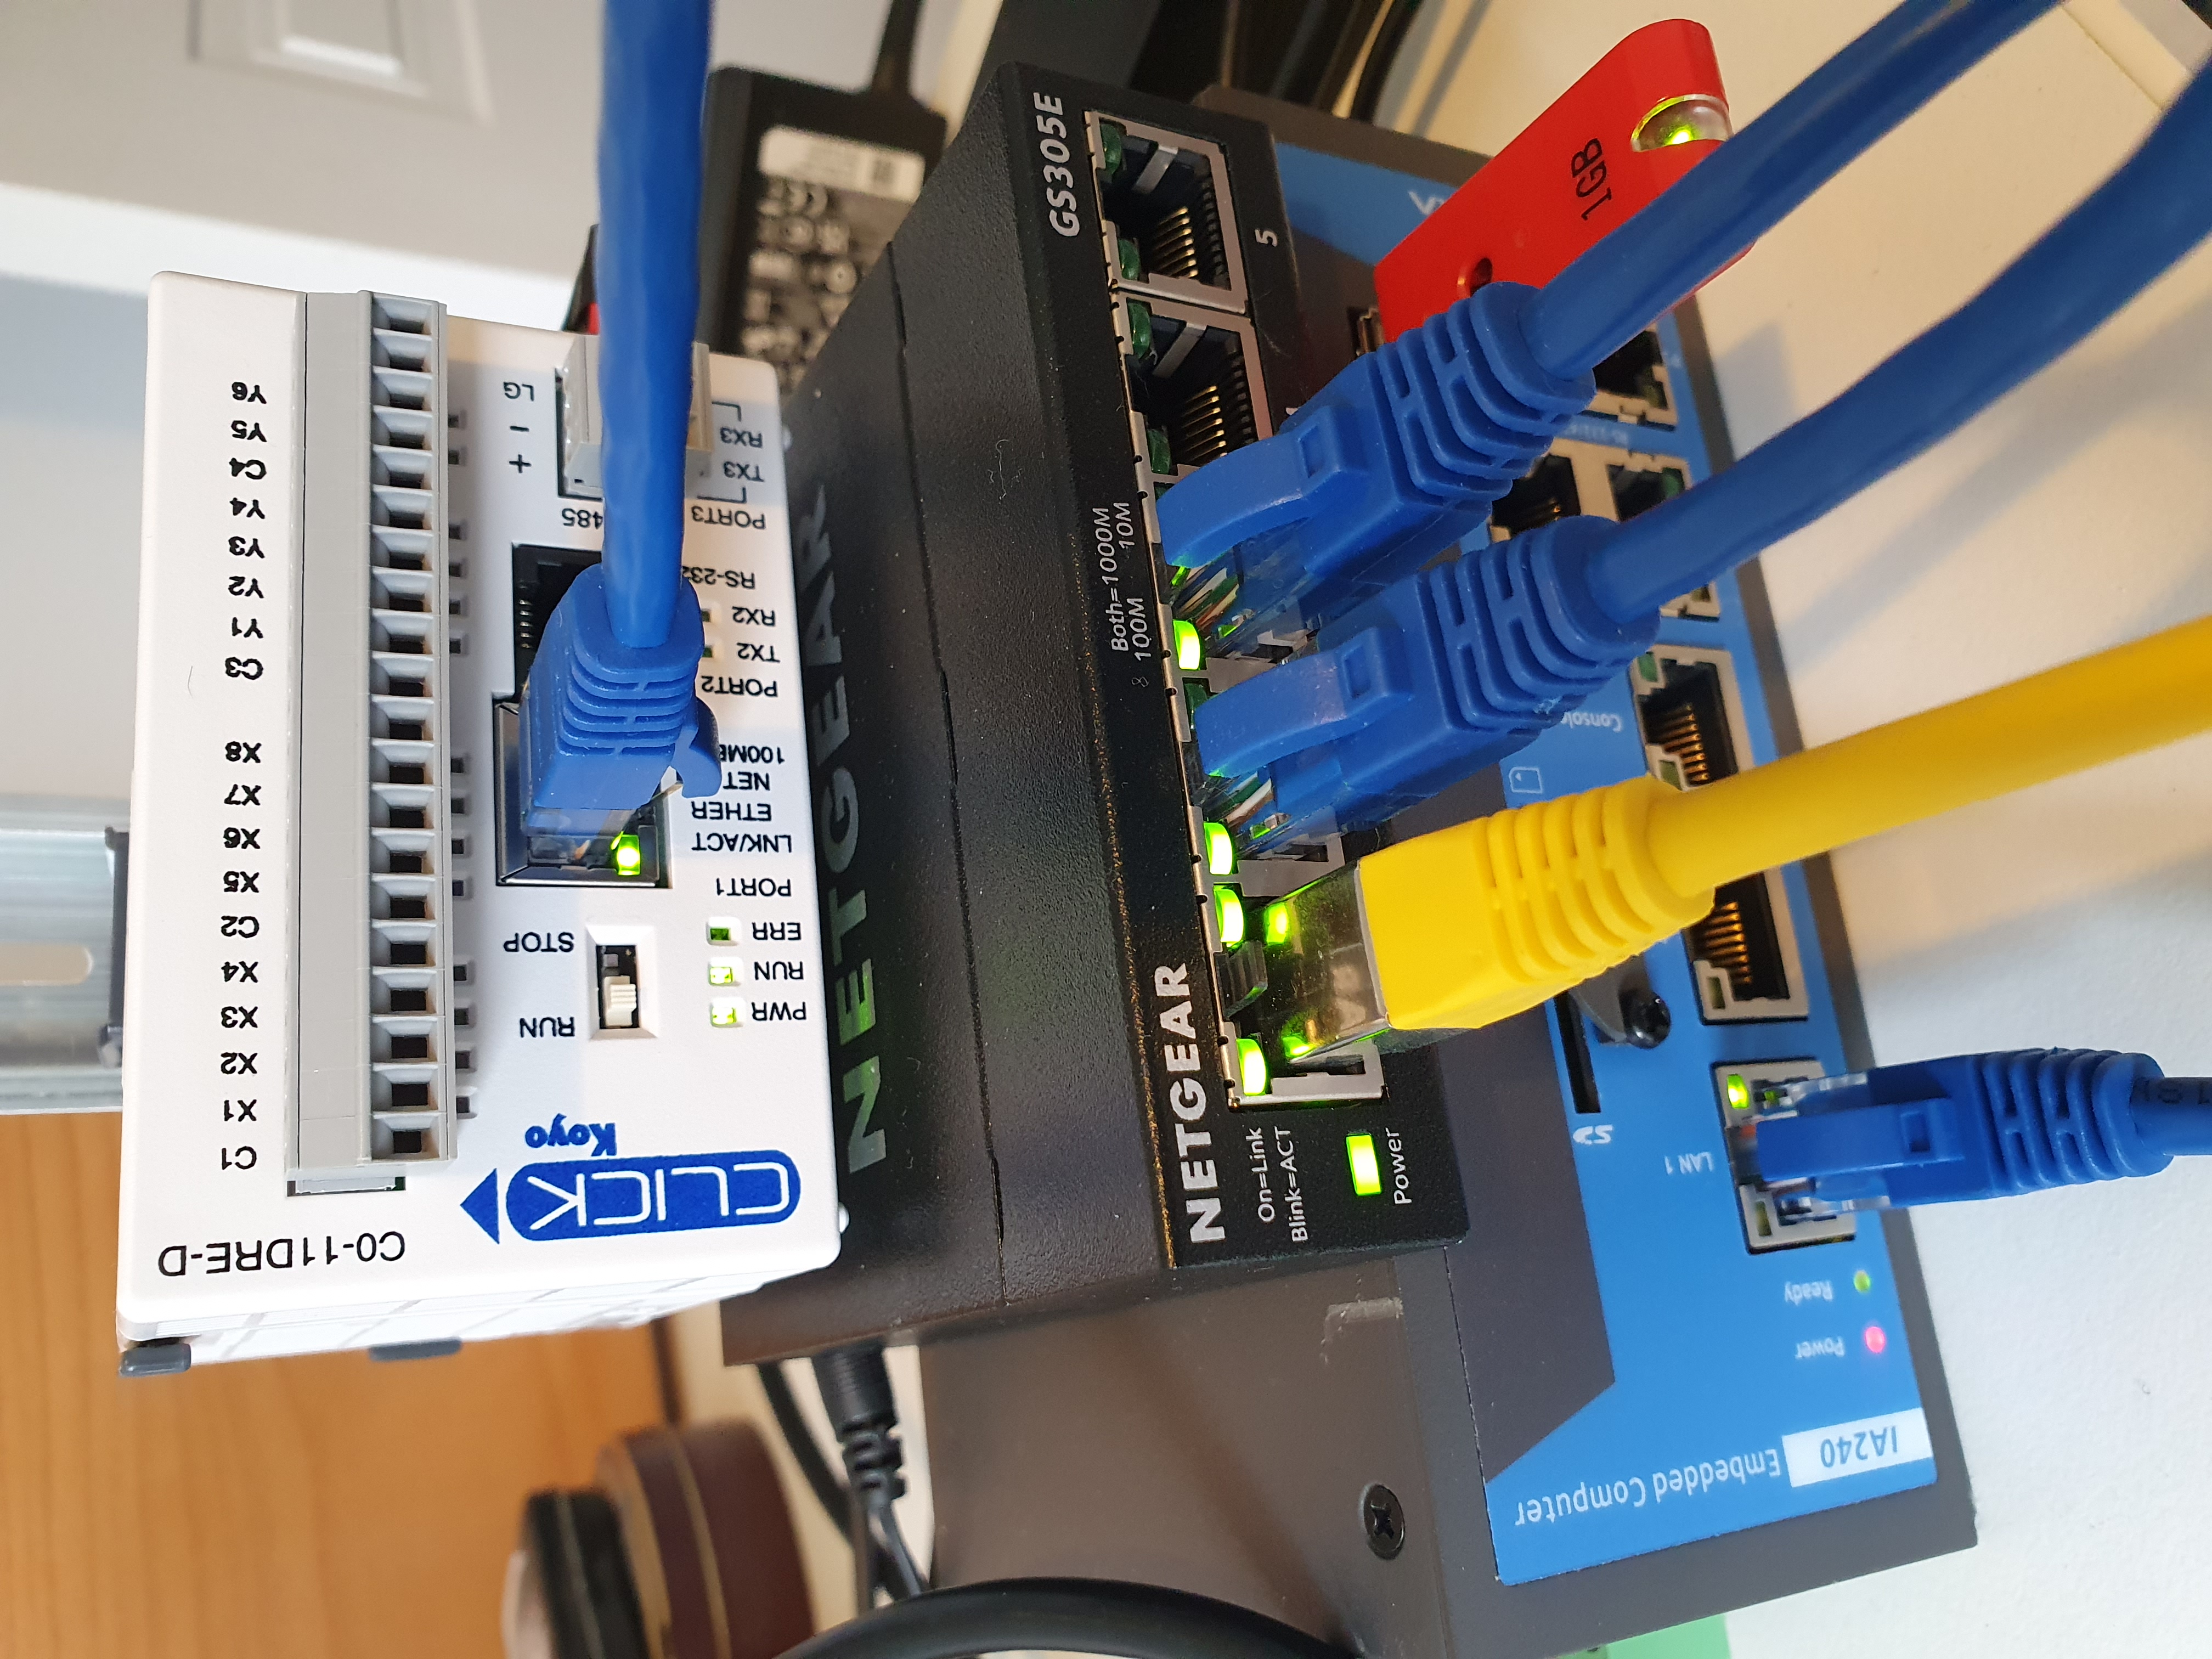 C0-11DRE-D
C1
X1
X2
X3
X4
C2
X5
X6
X7
X8
C3
Y1
Y2
Y3
Y4
C4
Y5
Y6
CLICK
Koyo
RUN
STOP
+
-
LG
485
PWR
RUN
ERR
PORT1
LNK/ACT
ETHER
NET
PORT2
TX2
RX2
RS-232
PORT3
TX3
RX3
NETGEAR
GS305E
Both=1000M
8 100M 10M
NETGEAR
On=Link
Blink=ACT
Power
5
1GB
IA240 Embedded Computer
Power
Ready
LAN 1
SD